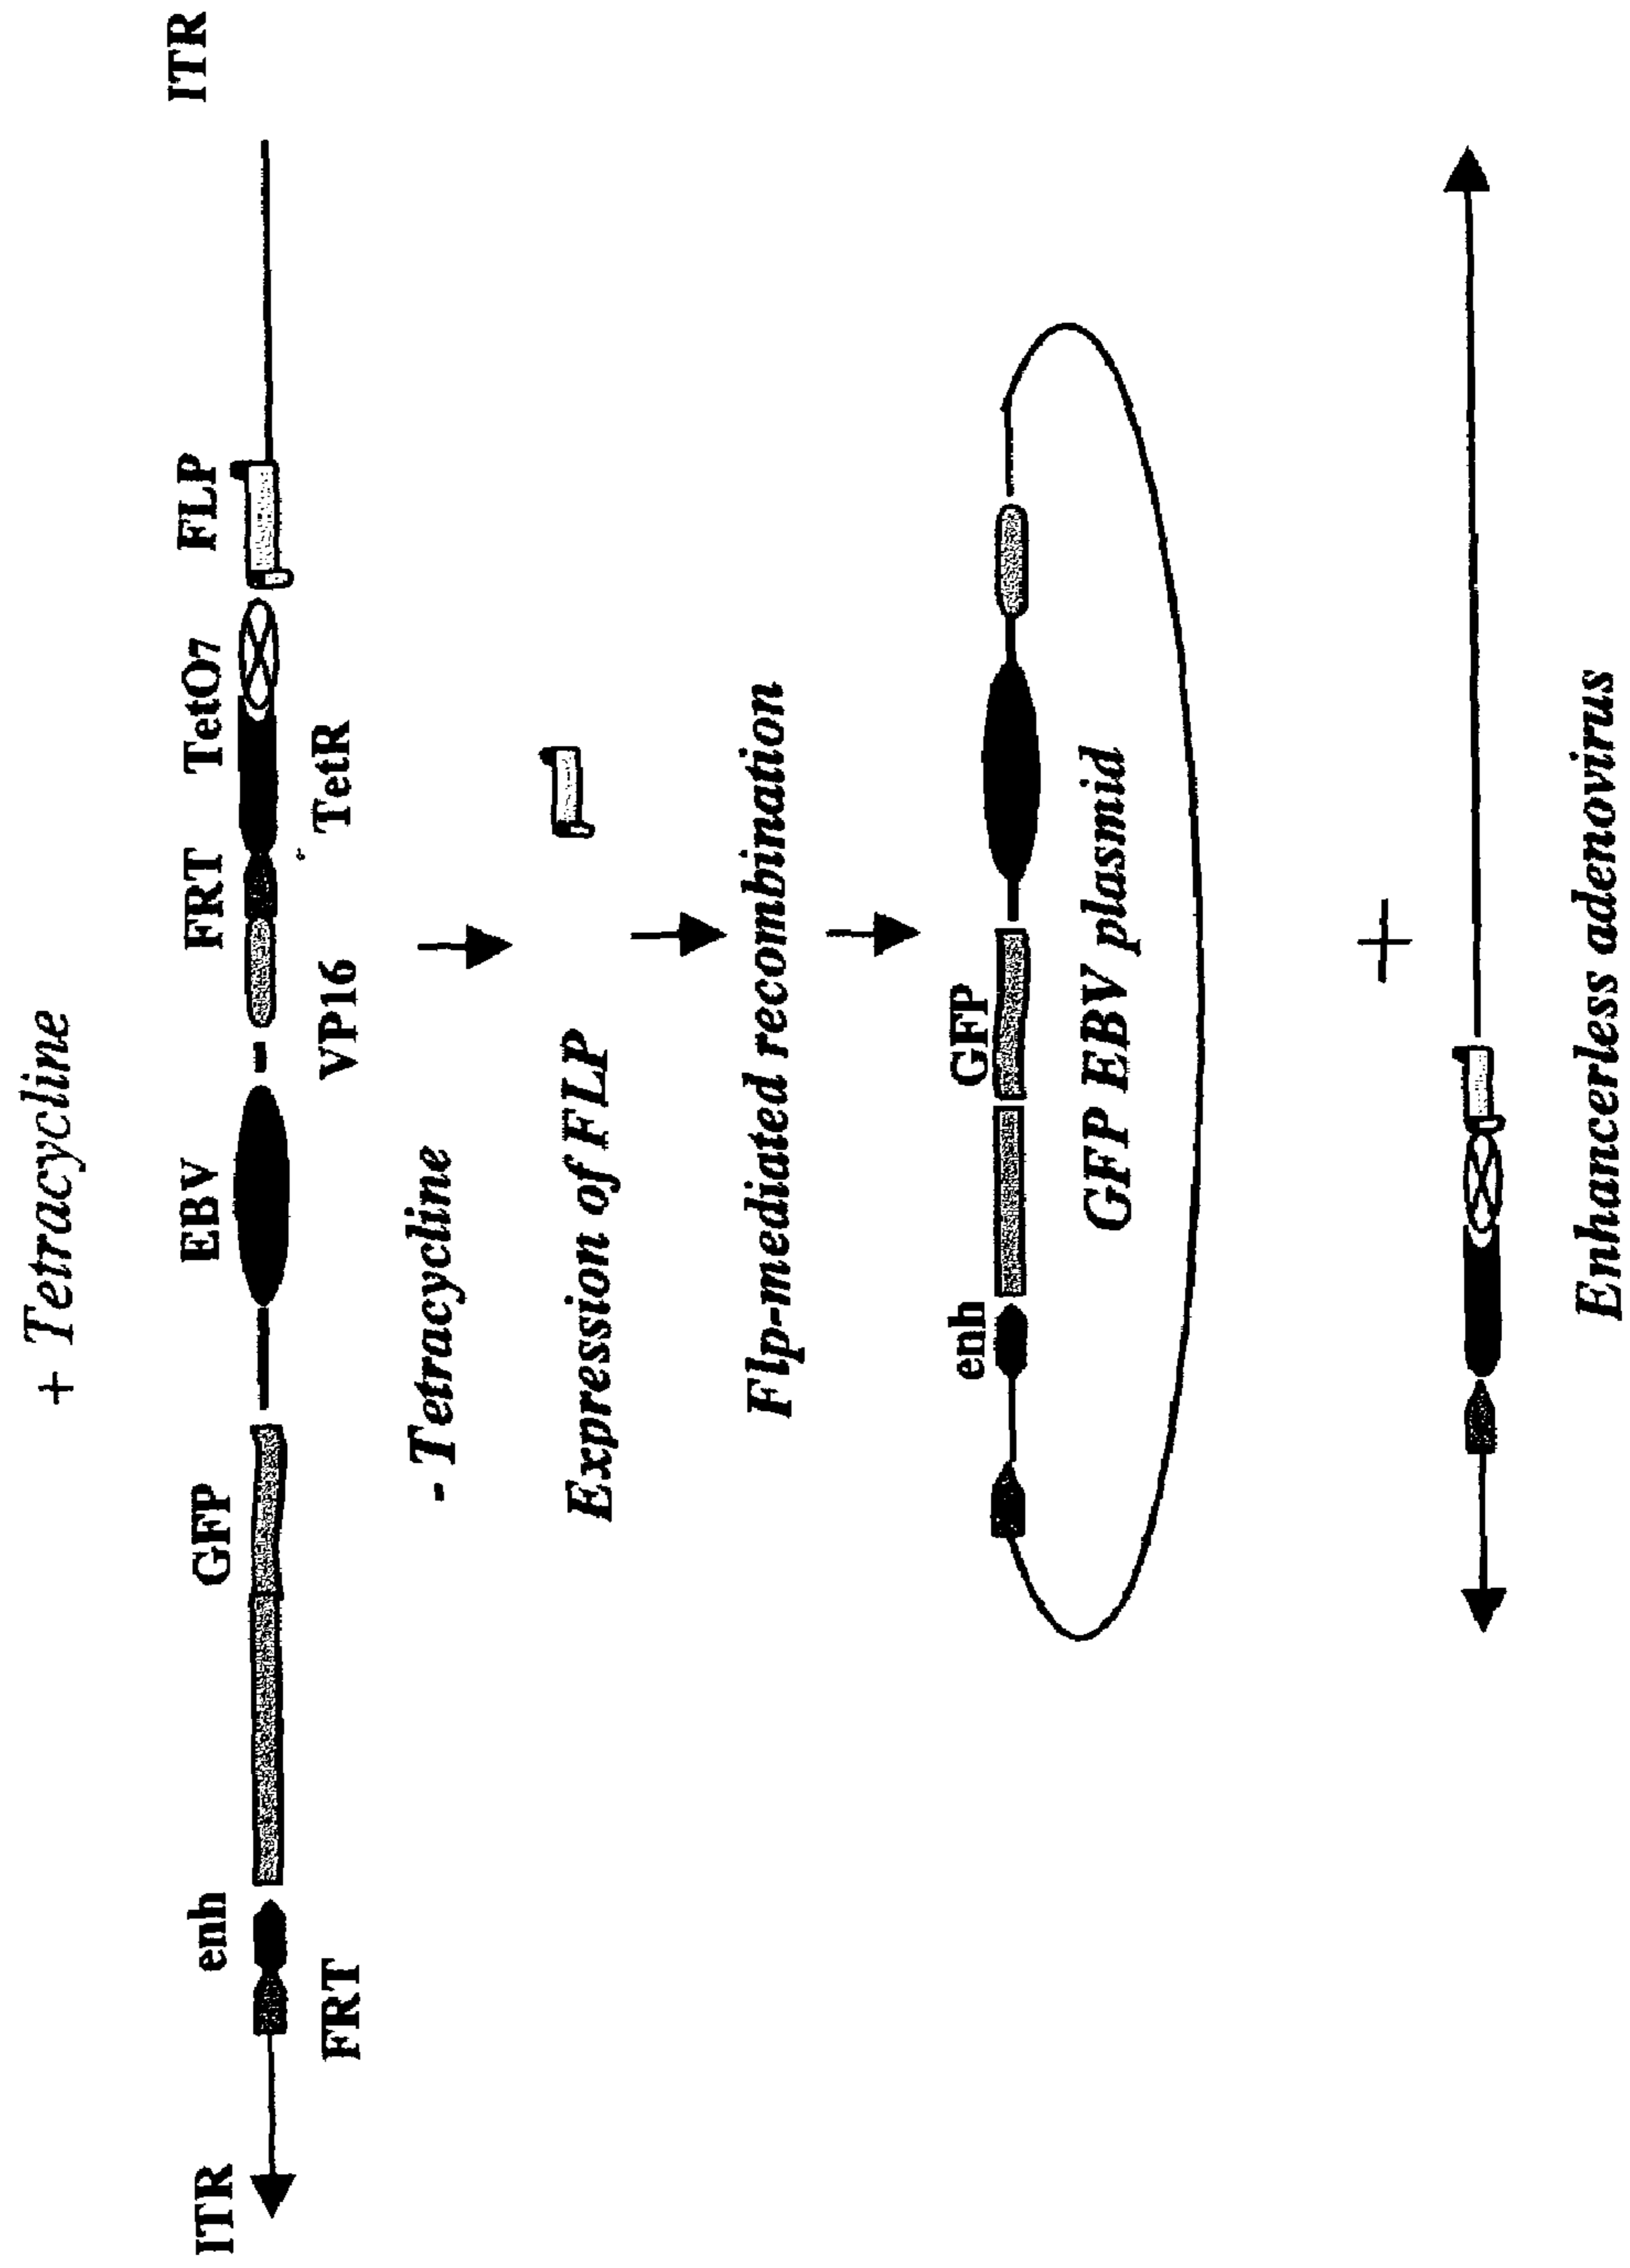 + Tetracycline
ITR enh GFP EBV FRT TetO7 FLP ITR
FRT VP16 TetR
- Tetracycline
Expression of FLP
Flp-mediated recombination
enh GFP
GFP EBV plasmid
+
Enhancerless adenovirus